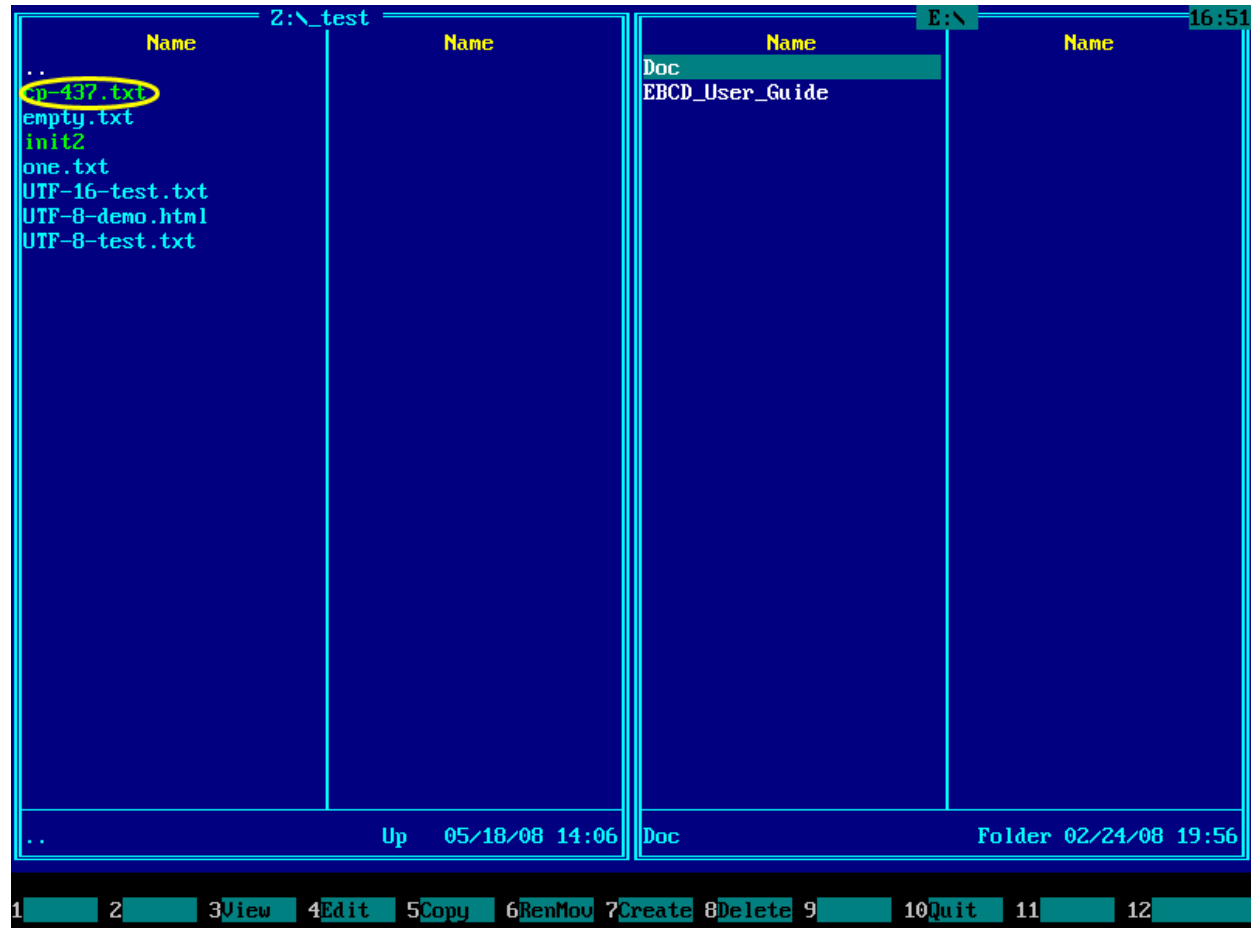 Z:\_test
Name Name
..
cp-437.txt
empty.txt
init2
one.txt
UTF-16-test.txt
UTF-8-demo.html
UTF-8-test.txt
.. Up 05/18/08 14:06
E:\ 16:51
Name Name
Doc
EBCD_User_Guide
Doc Folder 02/24/08 19:56
1 2 3View 4Edit 5Copy 6RenMov 7Create 8Delete 9 10Quit 11 12